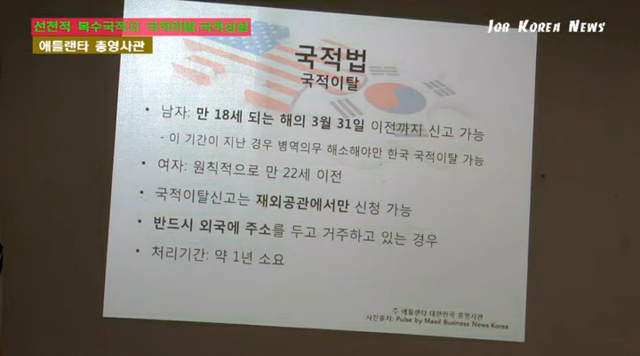 선천적 복수국적자 국적이탈.국적상실
Job Korea News
애틀랜타 총영사관
국적법
국적이탈
• 남자: 만 18세 되는 해의 3월 31일 이전까지 신고 가능
- 이 기간이 지난 경우 병역의무 해소해야만 한국 국적이탈 가능
• 여자: 원칙적으로 만 22세 이전
• 국적이탈신고는 재외공관에서만 신청 가능
• 반드시 외국에 주소를 두고 거주하고 있는 경우
• 처리기간: 약 1년 소요
주 애틀랜타 대한민국 총영사관
사진출처: Pulse by Maeil Business News Korea